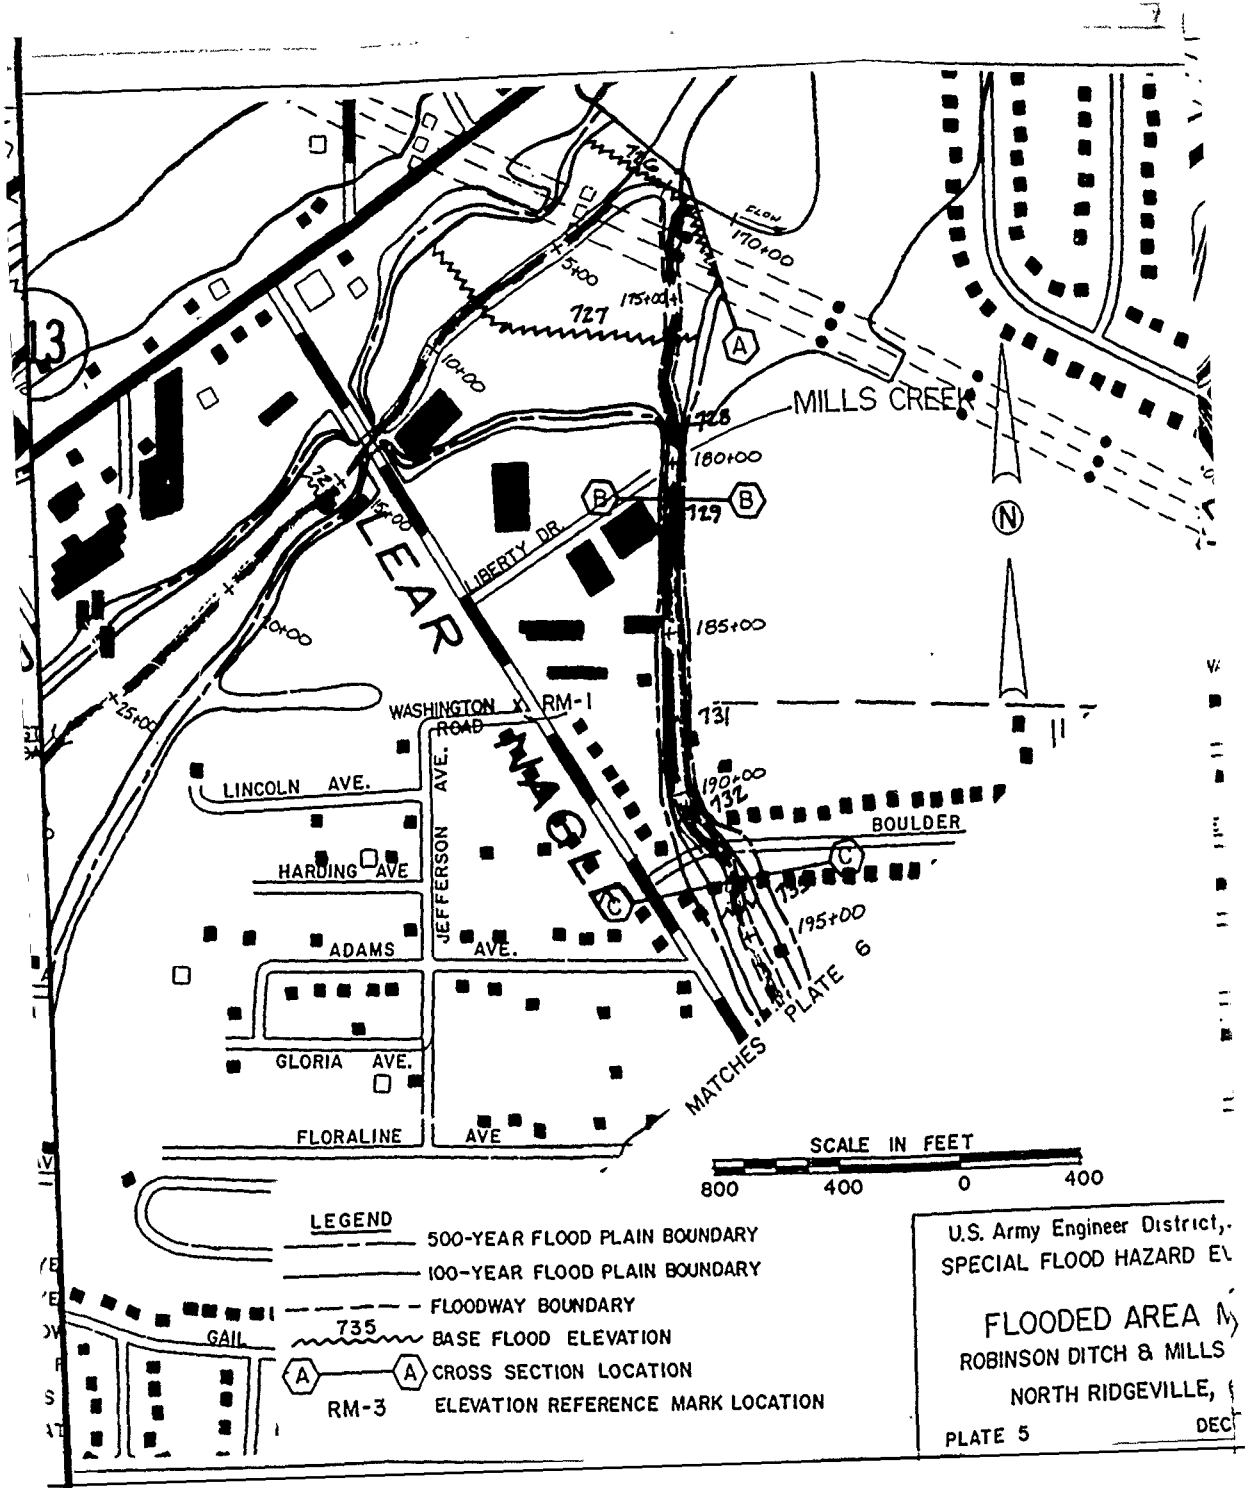 726
FLOW
170+00
5+00
175+00
727
13
A
10+00
MILLS CREEK
728
180+00
B
B
729
15+00
N
LEAR
LIBERTY DR.
185+00
20+00
25+00
WASHINGTON
ROAD
X RM-1
731
NAGLE
LINCOLN AVE.
JEFFERSON AVE.
190+00
732
BOULDER
C
HARDING AVE
C
195+00
ADAMS AVE.
MATCHES PLATE 6
GLORIA AVE.
FLORALINE AVE
SCALE IN FEET
800 400 0 400
LEGEND
500-YEAR FLOOD PLAIN BOUNDARY
100-YEAR FLOOD PLAIN BOUNDARY
FLOODWAY BOUNDARY
735 BASE FLOOD ELEVATION
A A CROSS SECTION LOCATION
RM-3 ELEVATION REFERENCE MARK LOCATION
GAIL
U.S. Army Engineer District,
SPECIAL FLOOD HAZARD
FLOODED AREA
ROBINSON DITCH & MILLS
NORTH RIDGEVILLE,
PLATE 5 DEC